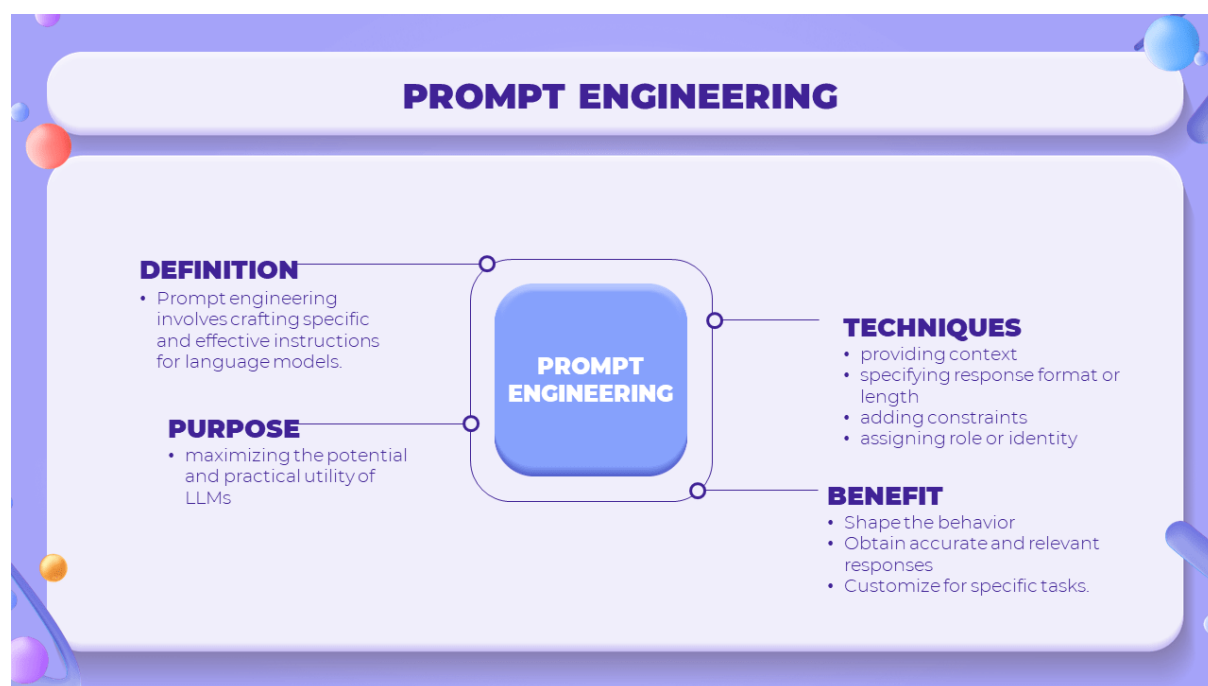 PROMPT ENGINEERING
DEFINITION
• Prompt engineering
involves crafting specific
and effective instructions
for language models.
PURPOSE
• maximizing the potential
and practical utility of
LLMs
PROMPT
ENGINEERING
TECHNIQUES
• providing context
• specifying response format or
length
• adding constraints
• assigning role or identity
BENEFIT
• Shape the behavior
• Obtain accurate and relevant
responses
• Customize for specific tasks.